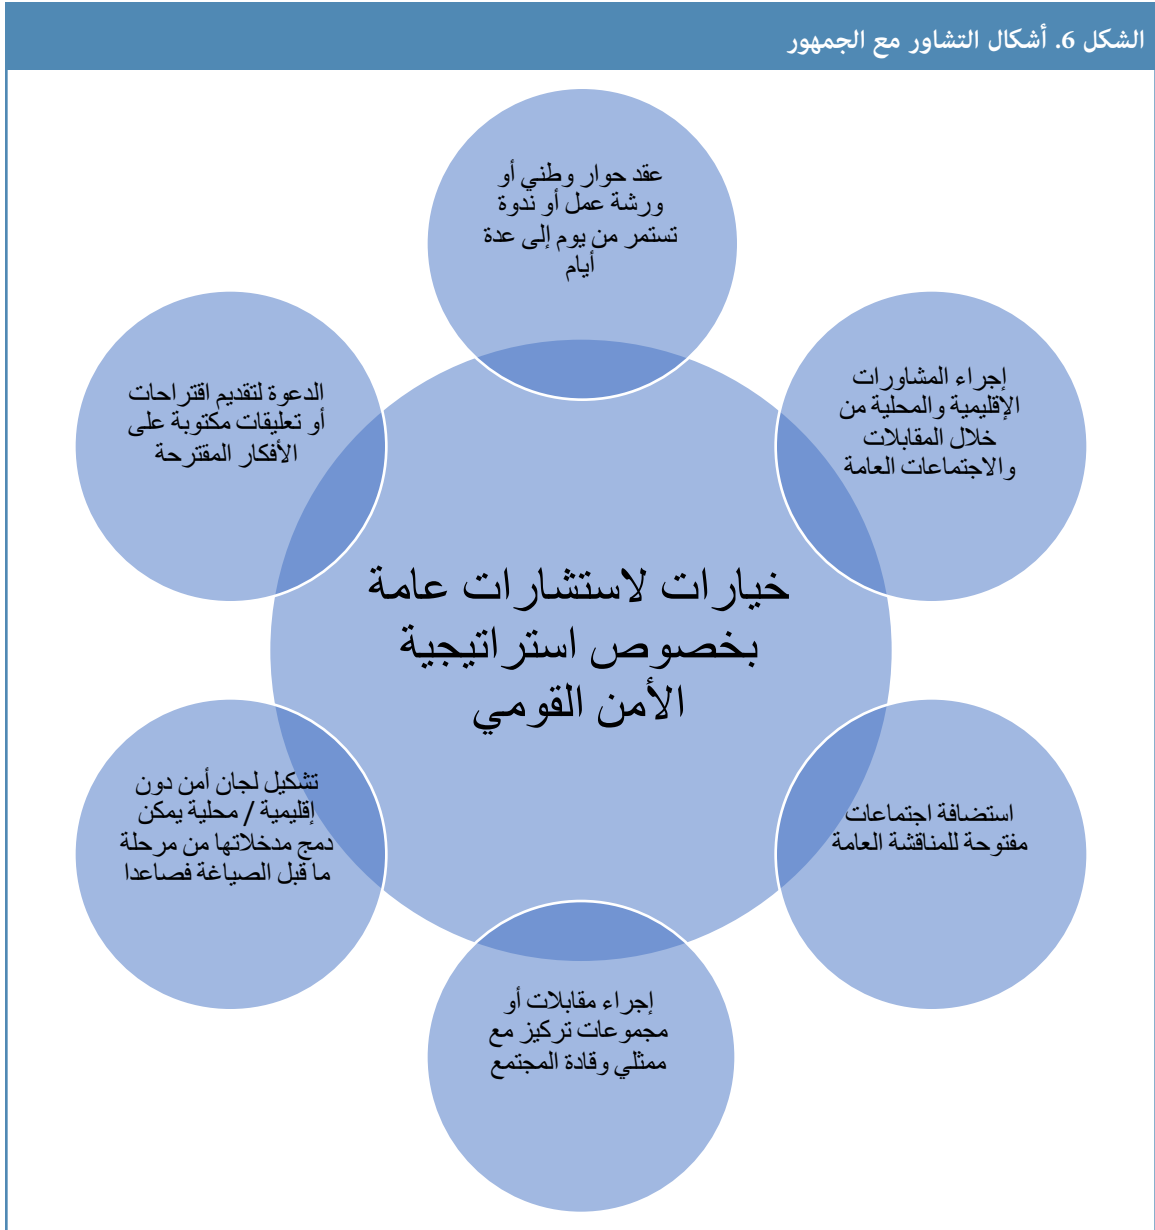 الشكل 6. أشكال التشاور مع الجمهور
عقد حوار وطني أو
ورشة عمل أو ندوة
تستمر من يوم إلى عدة
أيام
إجراء المشاورات
الإقليمية والمحلية من
خلال المقابلات
والاجتماعات العامة
الدعوة لتقديم اقتراحات
أو تعليقات مكتوبة على
الأفكار المقترحة
خيارات لاستشارات عامة
بخصوص استراتيجية
الأمن القومي
استضافة اجتماعات
مفتوحة للمناقشة العامة
تشكيل لجان أمن دون
إقليمية / محلية يمكن
دمج مدخلاتها من مرحلة
ما قبل الصياغة فصاعدا
إجراء مقابلات أو
مجموعات تركيز مع
ممثلي وقادة المجتمع